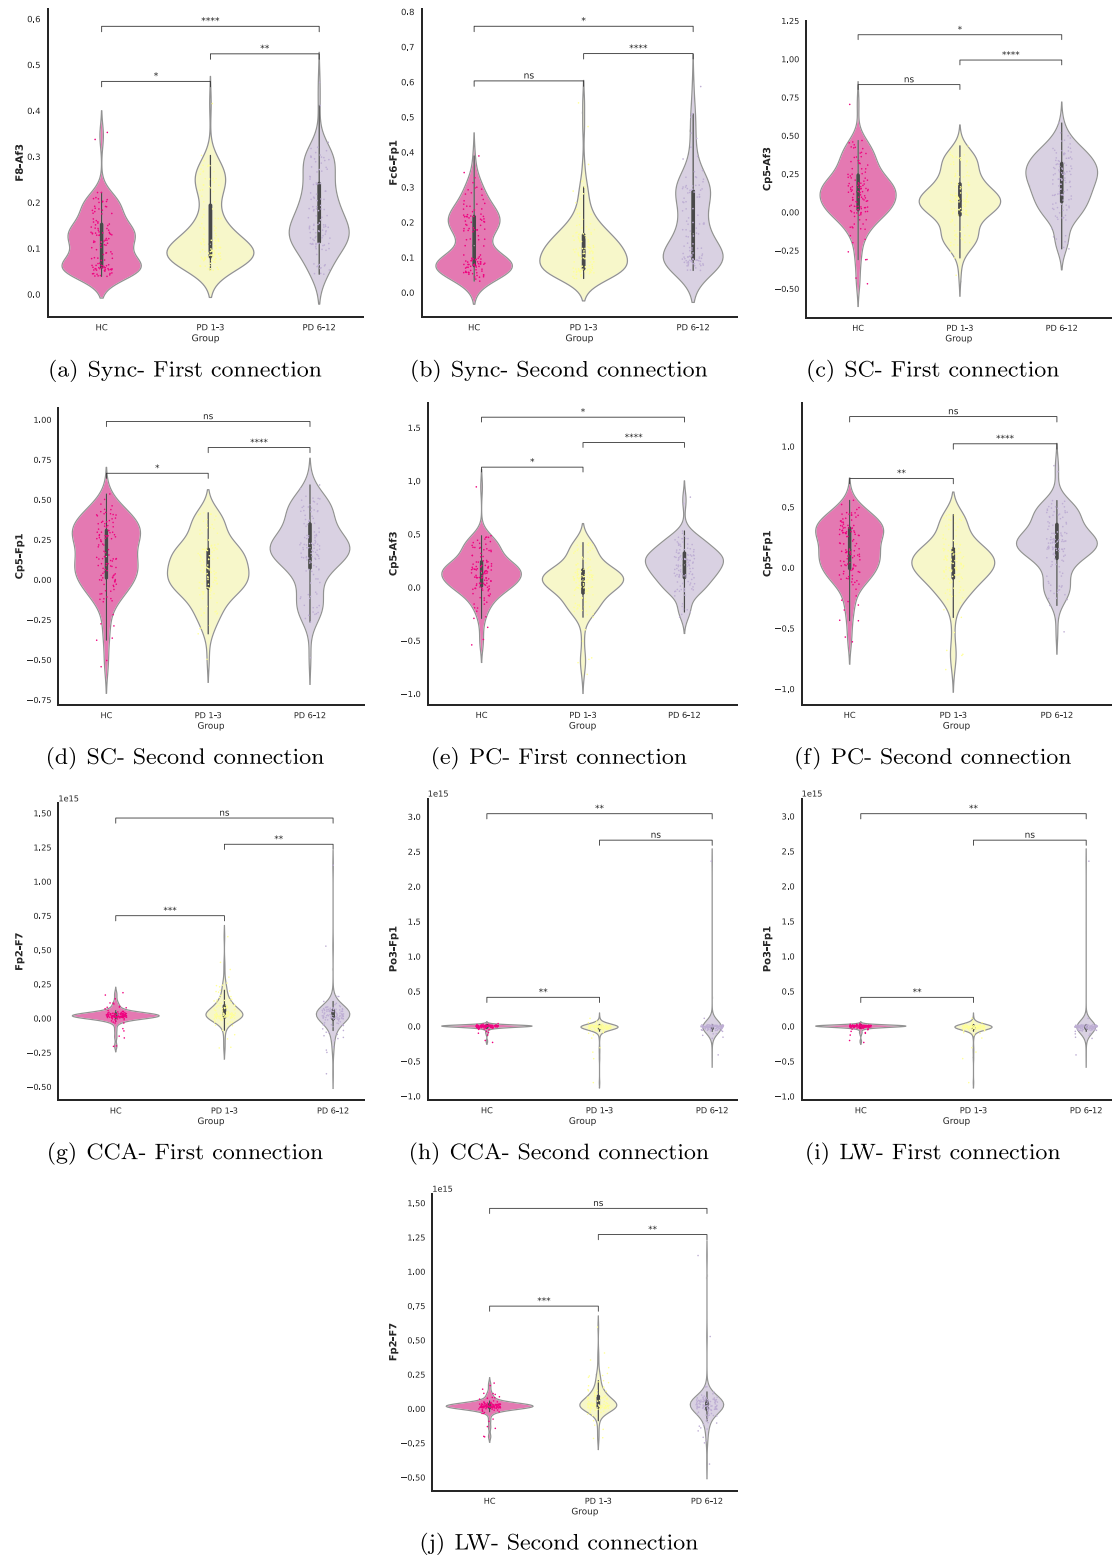 0.6
0.5
0.4
0.3
0.2
0.1
0.0
F8-Af3
****
**
*
HC
PD 1-3
PD 6-12
Group
(a) Sync- First connection
0.8
0.7
0.6
0.5
0.4
0.3
0.2
0.1
0.0
Fc6-Fp1
*
****
ns
HC
PD 1-3
PD 6-12
Group
(b) Sync- Second connection
1.25
1.00
0.75
0.50
0.25
0.00
−0.25
−0.50
Cp5-Af3
*
****
ns
HC
PD 1-3
PD 6-12
Group
(c) SC- First connection
1.00
0.75
0.50
0.25
0.00
−0.25
−0.50
−0.75
Cp5-Fp1
ns
****
*
HC
PD 1-3
PD 6-12
Group
(d) SC- Second connection
1.5
1.0
0.5
0.0
−0.5
−1.0
Cp5-Af3
*
****
*
HC
PD 1-3
PD 6-12
Group
(e) PC- First connection
1.0
0.5
0.0
−0.5
−1.0
Cp5-Fp1
ns
****
**
HC
PD 1-3
PD 6-12
Group
(f) PC- Second connection
1e15
1.50
1.25
1.00
0.75
0.50
0.25
0.00
−0.25
−0.50
Fp2-F7
ns
**
***
HC
PD 1-3
PD 6-12
Group
(g) CCA- First connection
1e15
3.0
2.5
2.0
1.5
1.0
0.5
0.0
−0.5
−1.0
Po3-Fp1
**
ns
**
HC
PD 1-3
PD 6-12
Group
(h) CCA- Second connection
1e15
3.0
2.5
2.0
1.5
1.0
0.5
0.0
−0.5
−1.0
Po3-Fp1
**
ns
**
HC
PD 1-3
PD 6-12
Group
(i) LW- First connection
1e15
1.50
1.25
1.00
0.75
0.50
0.25
0.00
−0.25
−0.50
Fp2-F7
ns
**
***
HC
PD 1-3
PD 6-12
Group
(j) LW- Second connection